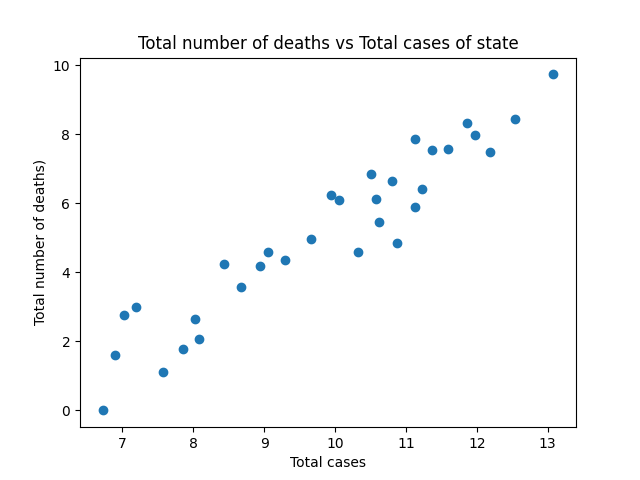 Total number of deaths vs Total cases of state
10
8
6
4
2
0
Total number of deaths)
7 8 9 10 11 12 13
Total cases